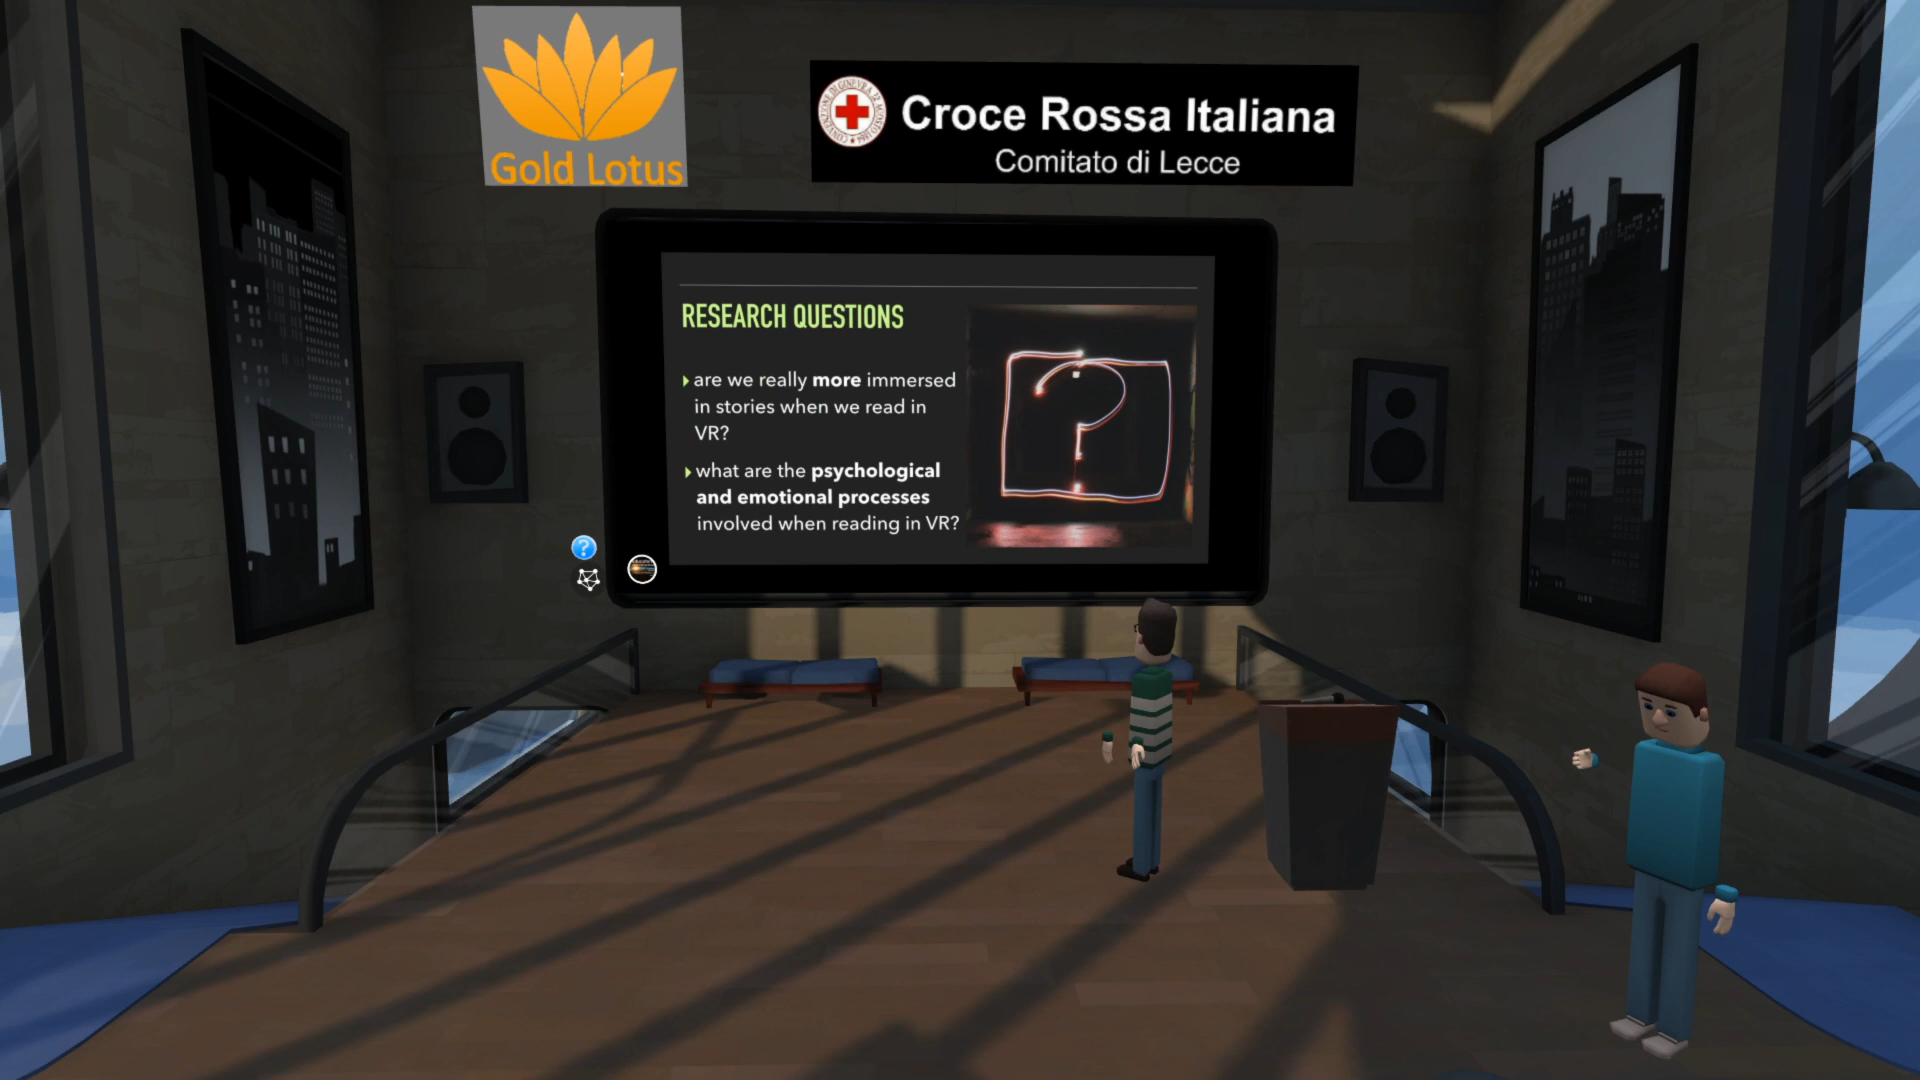 Gold Lotus
Croce Rossa Italiana
Comitato di Lecce
RESEARCH QUESTIONS
are we really more immersed
in stories when we read in
VR?
what are the psychological
and emotional processes
involved when reading in VR?
?